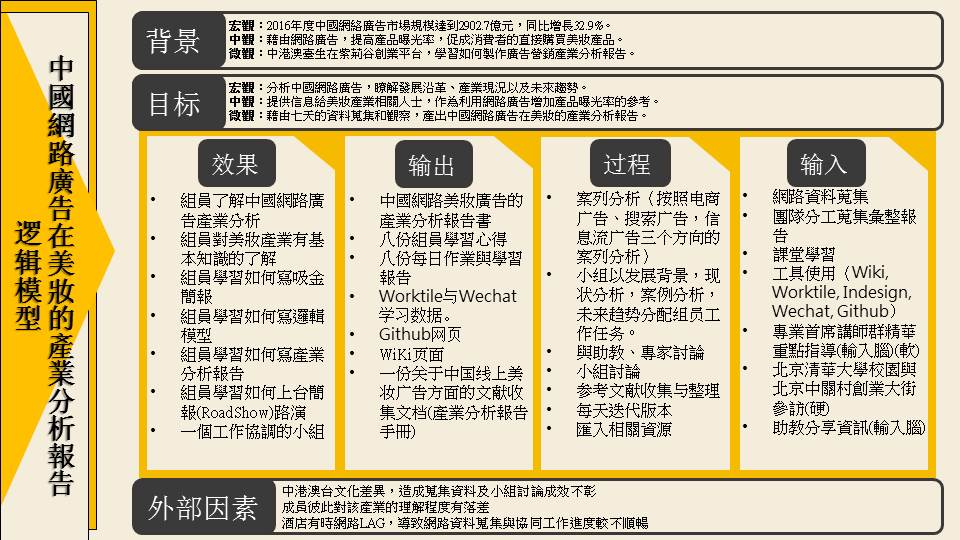 中國網路廣告在美妝的產業分析報告
逻辑模型
背景
宏觀：2016年度中國網絡廣告市場規模達到2902.7億元，同比增長32.9%。
中觀：藉由網路廣告，提高產品曝光率，促成消費者的直接購買美妝產品。
微觀：中港澳臺生在紫荊谷創業平台，學習如何製作廣告營銷產業分析報告。
目标
宏觀：分析中國網路廣告，瞭解發展沿革、產業現況以及未來趨勢。
中觀：提供信息給美妝產業相關人士，作為利用網路廣告增加產品曝光率的參考。
微觀：藉由七天的資料蒐集和觀察，產出中國網路廣告在美妝的產業分析報告。
效果
• 組員了解中國網路廣
告產業分析
• 組員對美妝產業有基
本知識的了解
• 組員學習如何寫吸金
簡報
• 組員學習如何寫邏輯
模型
• 組員學習如何寫產業
分析報告
• 組員學習如何上台簡
報(RoadShow)路演
• 一個工作協調的小組
输出
• 中國網路美妝廣告的
產業分析報告書
• 八份組員學習心得
• 八份每日作業與學習
報告
• Worktile与Wechat
学习数据。
• Github网页
• WiKi页面
• 一份关于中国线上美
妆广告方面的文献收
集文档(產業分析報告
手冊)
过程
• 案列分析（按照电商
广告、搜索广告，信
息流广告三个方向的
案列分析）
• 小组以发展背景，现
状分析，案例分析，
未来趋势分配组员工
作任务。
• 與助教、專家討論
• 小組討論
• 参考文献收集与整理
• 每天迭代版本
• 匯入相關資源
输入
• 網路資料蒐集
• 團隊分工蒐集彙整報
告
• 課堂學習
• 工具使用（Wiki,
Worktile, Indesign,
Wechat, Github）
• 專業首席講師群精華
重點指導(輸入腦)(軟)
• 北京清華大學校園與
北京中關村創業大街
參訪(硬)
• 助教分享資訊(輸入腦)
外部因素
中港澳台文化差異，造成蒐集資料及小組討論成效不彰
成員彼此對該產業的理解程度有落差
酒店有時網路LAG，導致網路資料蒐集與協同工作進度較不順暢